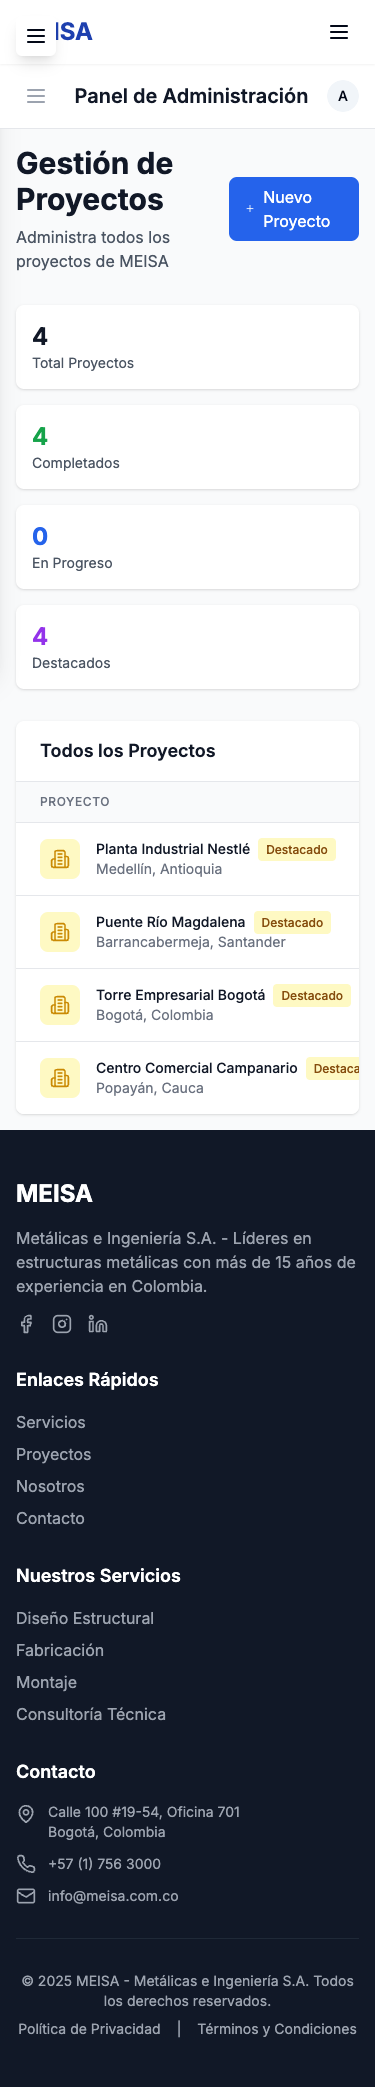 ISA
Panel de Administración
A
Gestión de
Proyectos
Administra todos los
proyectos de MEISA
+ Nuevo
Proyecto
4
Total Proyectos
4
Completados
0
En Progreso
4
Destacados
Todos los Proyectos
PROYECTO
Planta Industrial Nestlé Destacado
Medellín, Antioquia
Puente Río Magdalena Destacado
Barrancabermeja, Santander
Torre Empresarial Bogotá Destacado
Bogotá, Colombia
Centro Comercial Campanario Destaca
Popayán, Cauca
MEISA
Metálicas e Ingeniería S.A. - Líderes en
estructuras metálicas con más de 15 años de
experiencia en Colombia.
Enlaces Rápidos
Servicios
Proyectos
Nosotros
Contacto
Nuestros Servicios
Diseño Estructural
Fabricación
Montaje
Consultoría Técnica
Contacto
Calle 100 #19-54, Oficina 701
Bogotá, Colombia
+57 (1) 756 3000
info@meisa.com.co
© 2025 MEISA - Metálicas e Ingeniería S.A. Todos
los derechos reservados.
Política de Privacidad | Términos y Condiciones